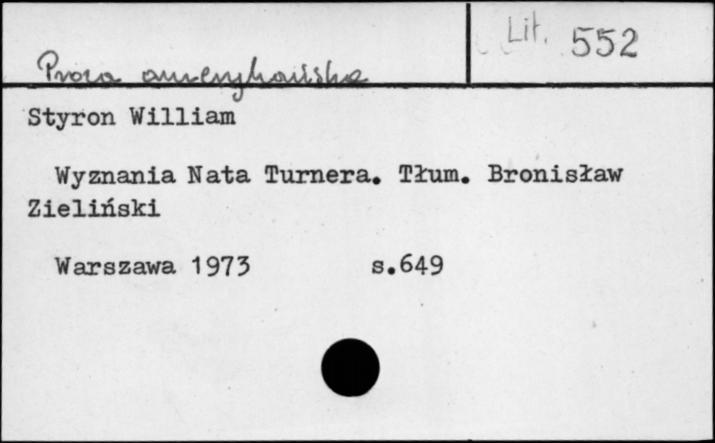 Lit. 552
Proza amerykańska
Styron William
Wyznania Nata Turnera. Tłum. Bronisław
Zieliński
Warszawa 1973 s.649